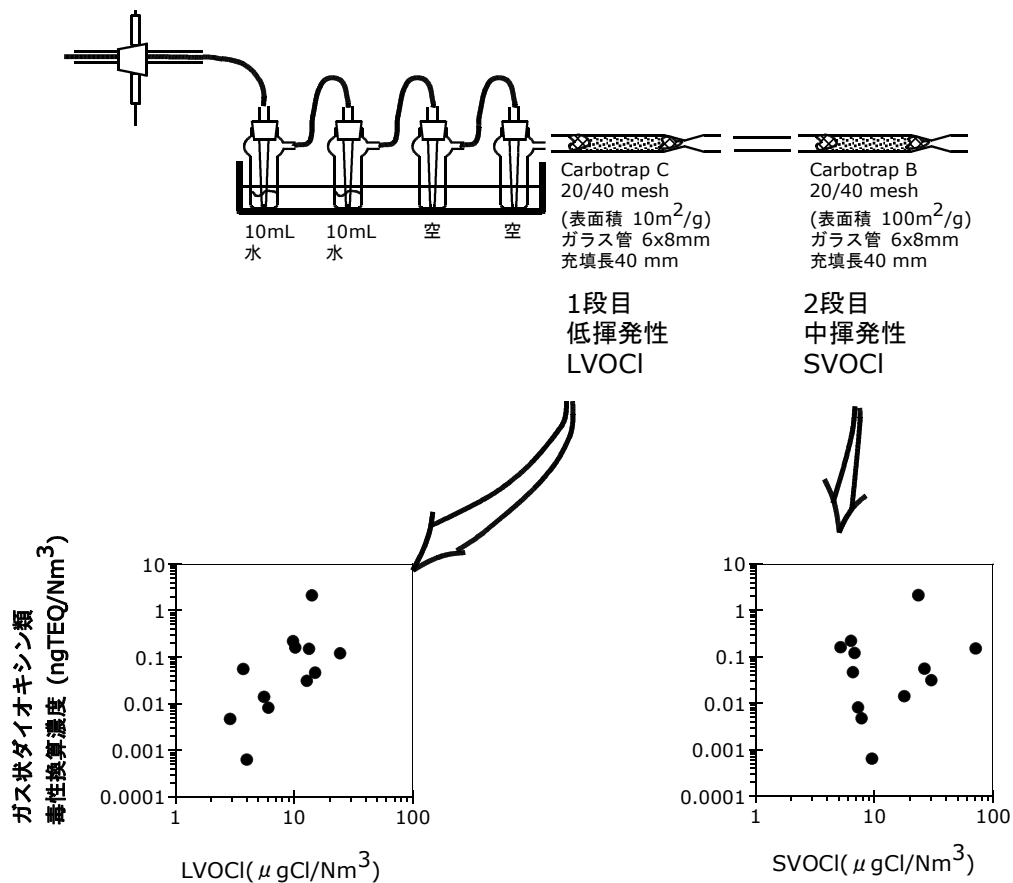 10mL
水
10mL
水
空
空
Carbotrap C
20/40 mesh
(表面積 10m²/g)
ガラス管 6x8mm
充填長40 mm
Carbotrap B
20/40 mesh
(表面積 100m²/g)
ガラス管 6x8mm
充填長40 mm
1段目
低揮発性
LVOCl
2段目
中揮発性
SVOCl
ガス状ダイオキシン類
毒性換算濃度 (ngTEQ/Nm³)
10
1
0.1
0.01
0.001
0.0001
1
10
100
LVOCl(μgCl/Nm³)
10
1
0.1
0.01
0.001
0.0001
1
10
100
SVOCl(μgCl/Nm³)